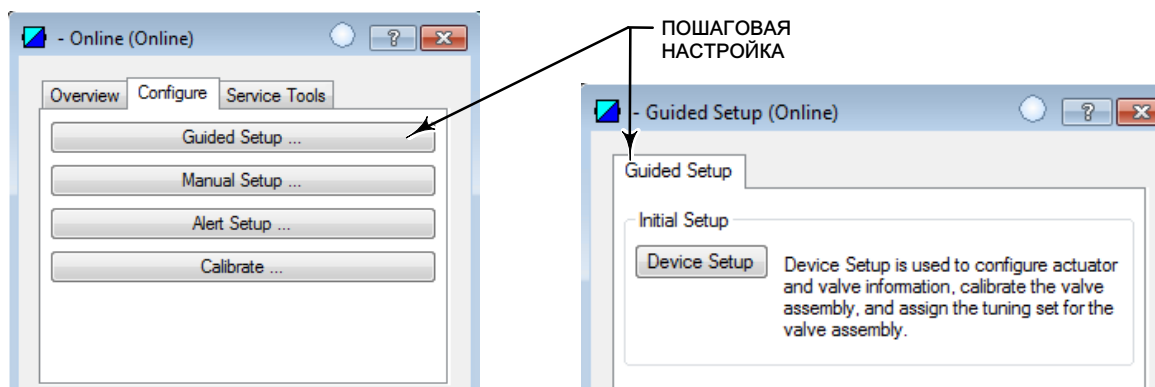 - Online (Online)
Overview
Configure
Service Tools
Guided Setup ...
Manual Setup ...
Alert Setup ...
Calibrate ...
ПОШАГОВАЯ
НАСТРОЙКА
- Guided Setup (Online)
Guided Setup
Initial Setup
Device Setup
Device Setup is used to configure actuator
and valve information, calibrate the valve
assembly, and assign the tuning set for the
valve assembly.